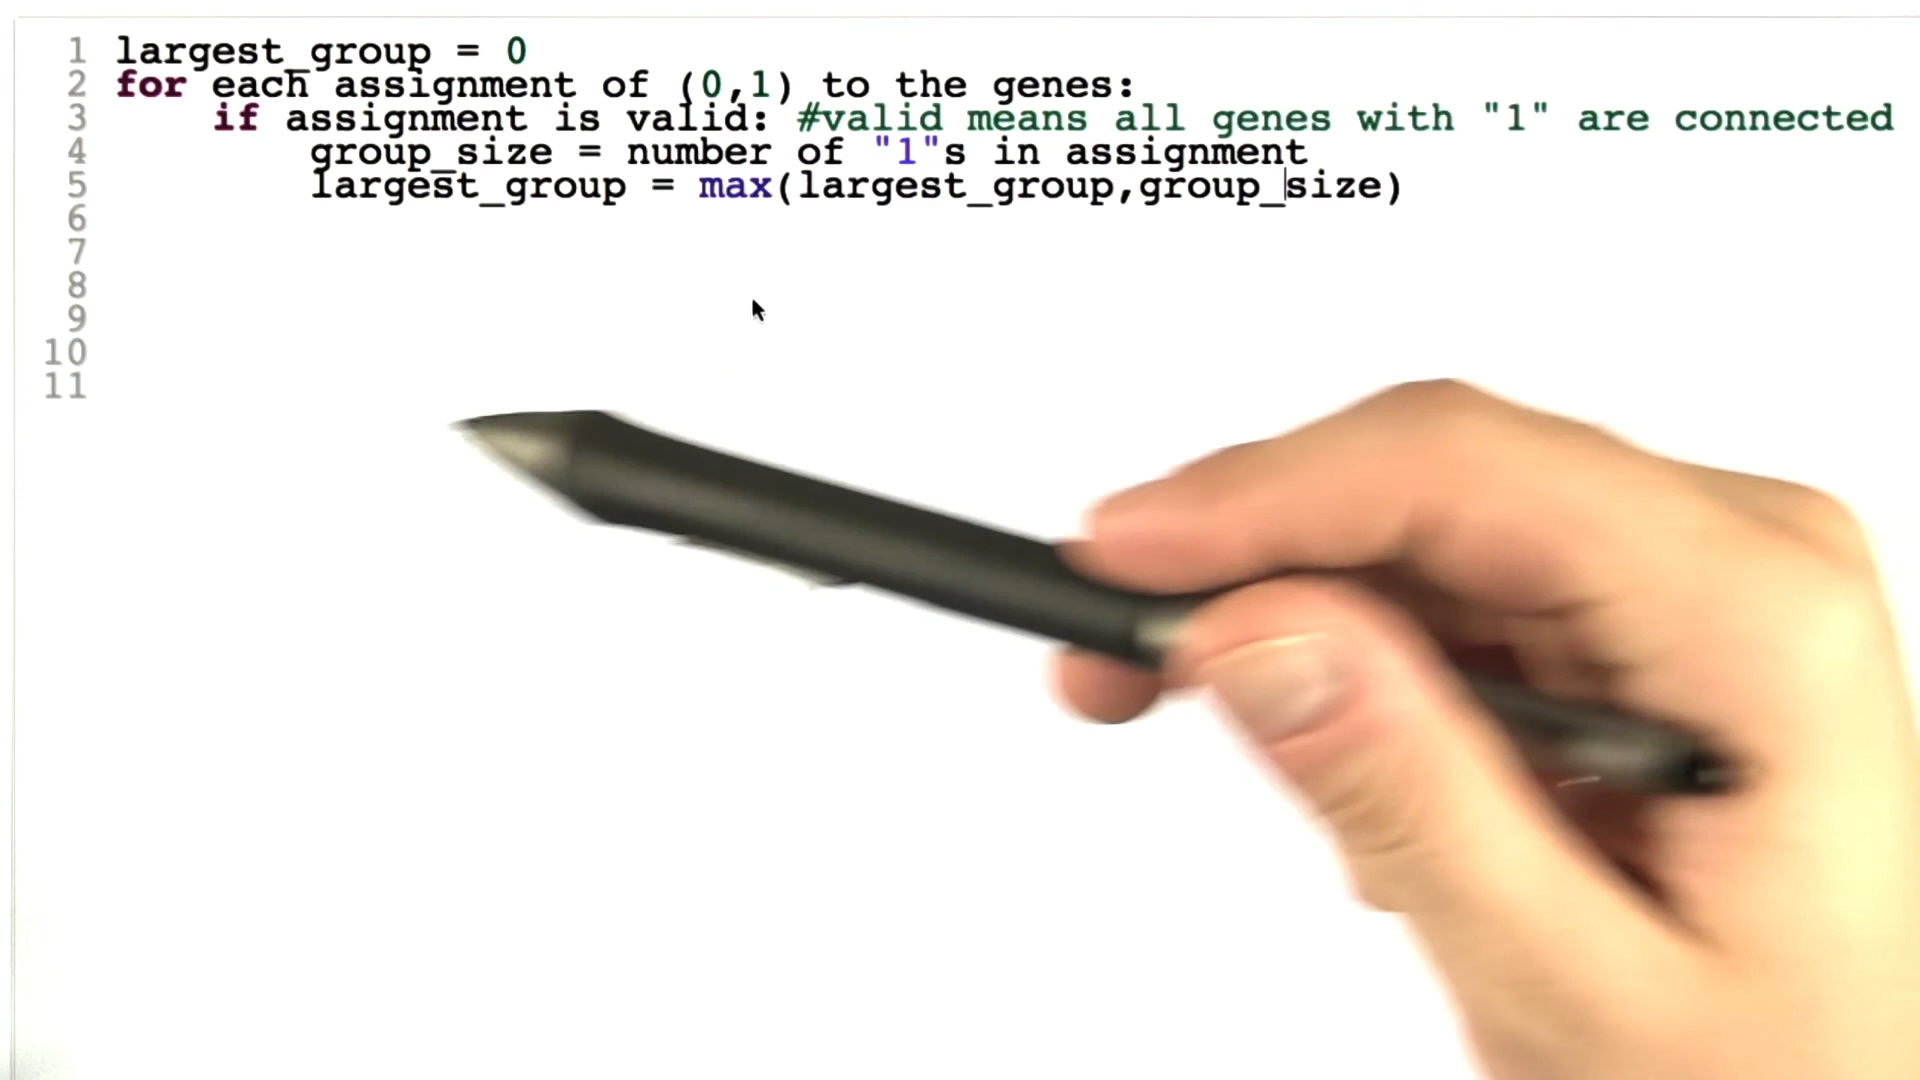 1 largest_group = 0
2 for each assignment of (0,1) to the genes:
3 if assignment is valid: #valid means all genes with "1" are connected
4 group_size = number of "1"s in assignment
5 largest_group = max(largest_group,group_size)
6
7
8
9
10
11